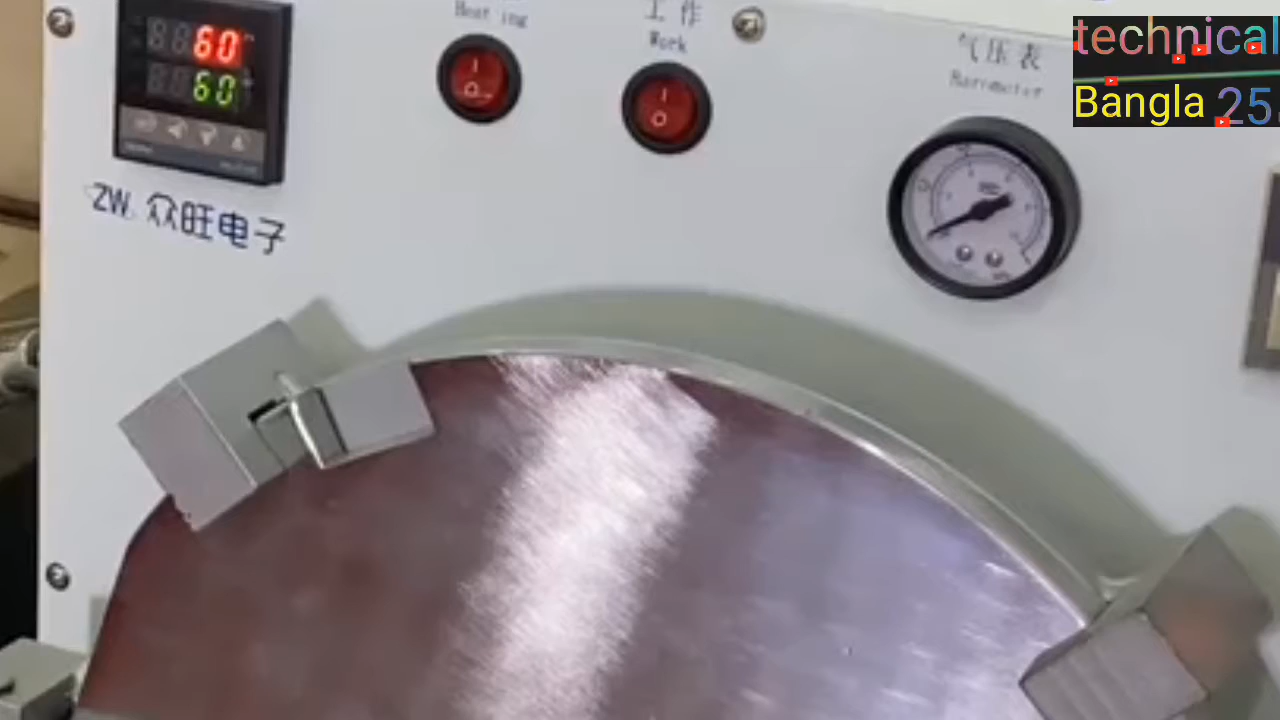 60
60
Heating
工作
Work
气压表
Barometer
ZW 众旺电子
technical
Bangla 25